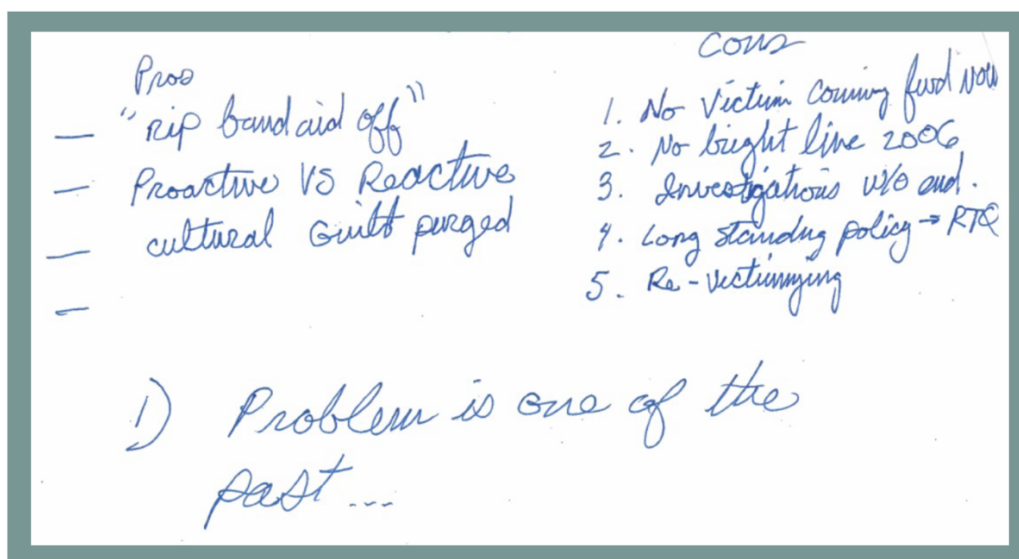 Pros
— "rip band aid off"
— Proactive VS Reactive
— cultural Guilt purged
—
Cons
1. No Victim coming fwd now
2. No bright line 2006
3. Investigations w/o end.
4. Long standing policy → RTQ
5. Re-victimizing
1) Problem is one of the
past...